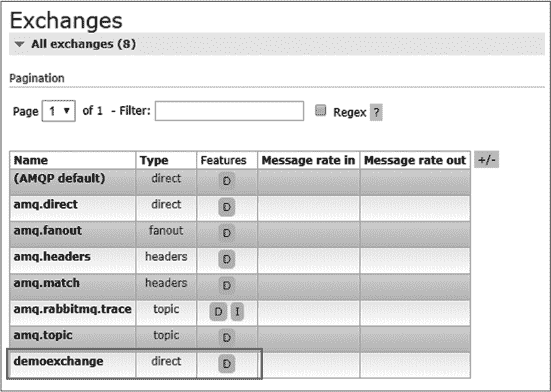 Exchanges
All exchanges (8)
Pagination
Page 1 of 1 - Filter: Regex ?
Name Type Features Message rate in Message rate out +/-
(AMQP default) direct D
amq.direct direct D
amq.fanout fanout D
amq.headers headers D
amq.match headers D
amq.rabbitmq.trace topic D I
amq.topic topic D
demoexchange direct D